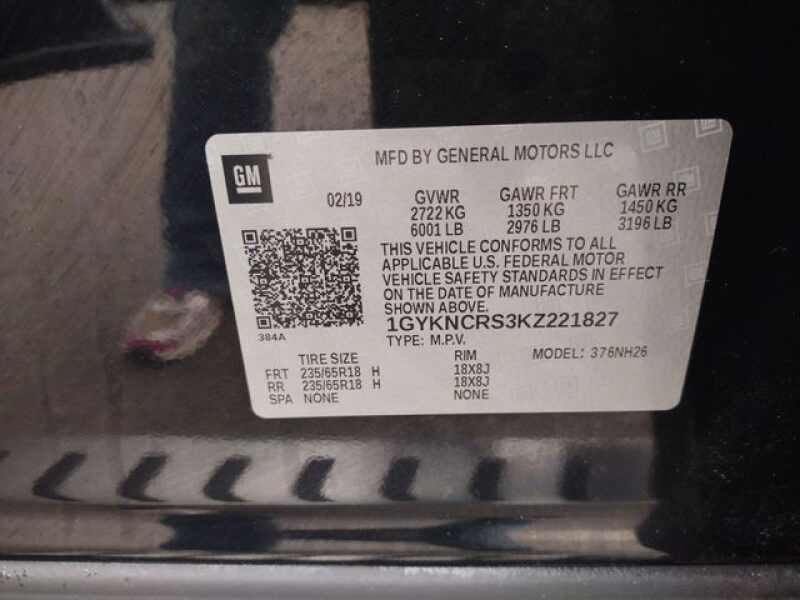 GM
MFD BY GENERAL MOTORS LLC
02/19
GVWR GAWR FRT GAWR RR
2722 KG 1350 KG 1450 KG
6001 LB 2976 LB 3196 LB
THIS VEHICLE CONFORMS TO ALL
APPLICABLE U.S. FEDERAL MOTOR
VEHICLE SAFETY STANDARDS IN EFFECT
ON THE DATE OF MANUFACTURE
SHOWN ABOVE.
384A
1GYKNCRS3KZ221827
TYPE: M.P.V. MODEL: 376NH26
TIRE SIZE RIM
FRT 235/65R18 H 18X8J
RR 235/65R18 H 18X8J
SPA NONE NONE